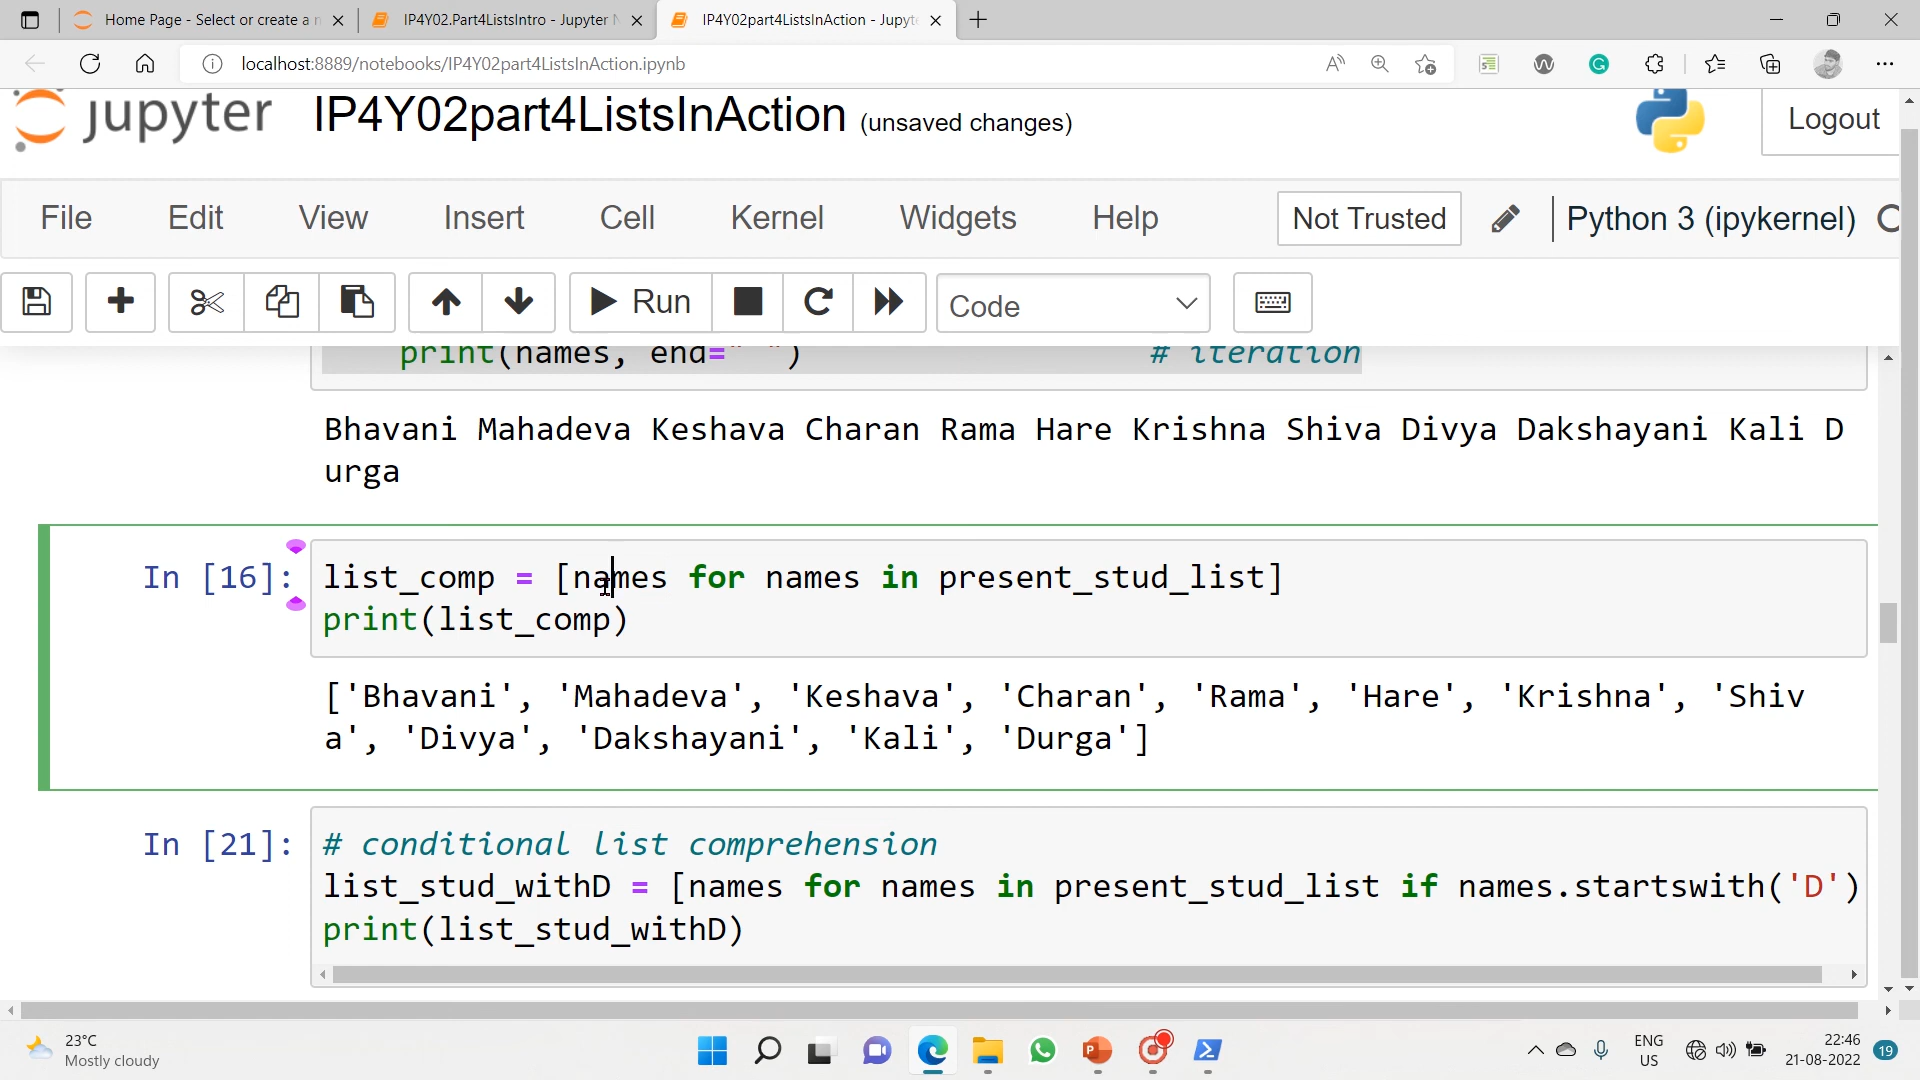 Home Page - Select or create a n
IP4Y02.Part4ListsIntro - Jupyter N
IP4Y02part4ListsInAction - Jupyt
localhost:8889/notebooks/IP4Y02part4ListsInAction.ipynb
jupyter IP4Y02part4ListsInAction (unsaved changes)
Logout
File Edit View Insert Cell Kernel Widgets Help Not Trusted Python 3 (ipykernel)
Run Code
print(names, end=" ") # iteration
Bhavani Mahadeva Keshava Charan Rama Hare Krishna Shiva Divya Dakshayani Kali D
urga
In [16]: list_comp = [names for names in present_stud_list]
print(list_comp)
['Bhavani', 'Mahadeva', 'Keshava', 'Charan', 'Rama', 'Hare', 'Krishna', 'Shiv
a', 'Divya', 'Dakshayani', 'Kali', 'Durga']
In [21]: # conditional list comprehension
list_stud_withD = [names for names in present_stud_list if names.startswith('D')
print(list_stud_withD)
23°C
Mostly cloudy
ENG
US
22:46
21-08-2022
19